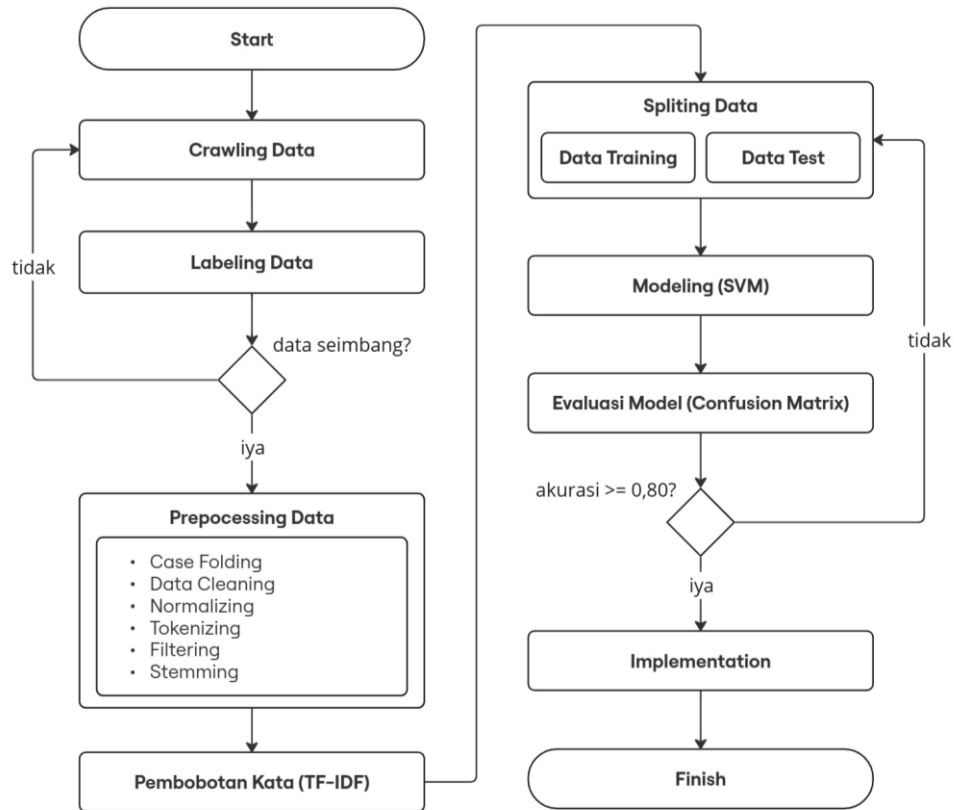 Start
Crawling Data
Labeling Data
tidak
data seimbang?
iya
Prepocessing Data
• Case Folding
• Data Cleaning
• Normalizing
• Tokenizing
• Filtering
• Stemming
Pembobotan Kata (TF-IDF)
Spliting Data
Data Training
Data Test
Modeling (SVM)
tidak
Evaluasi Model (Confusion Matrix)
akurasi >= 0,80?
iya
Implementation
Finish